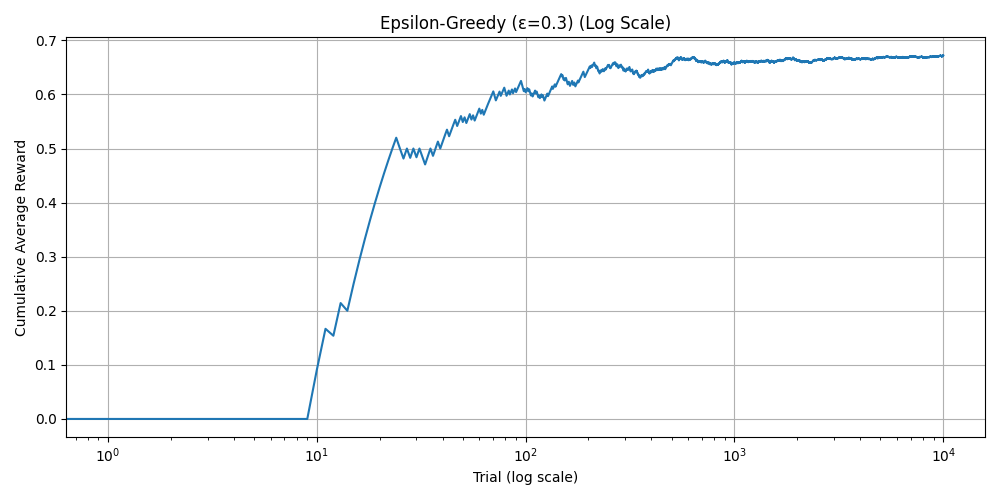 Epsilon-Greedy (ε=0.3) (Log Scale)
Cumulative Average Reward
0.7
0.6
0.5
0.4
0.3
0.2
0.1
0.0
10⁰ 10¹ 10² 10³ 10⁴
Trial (log scale)